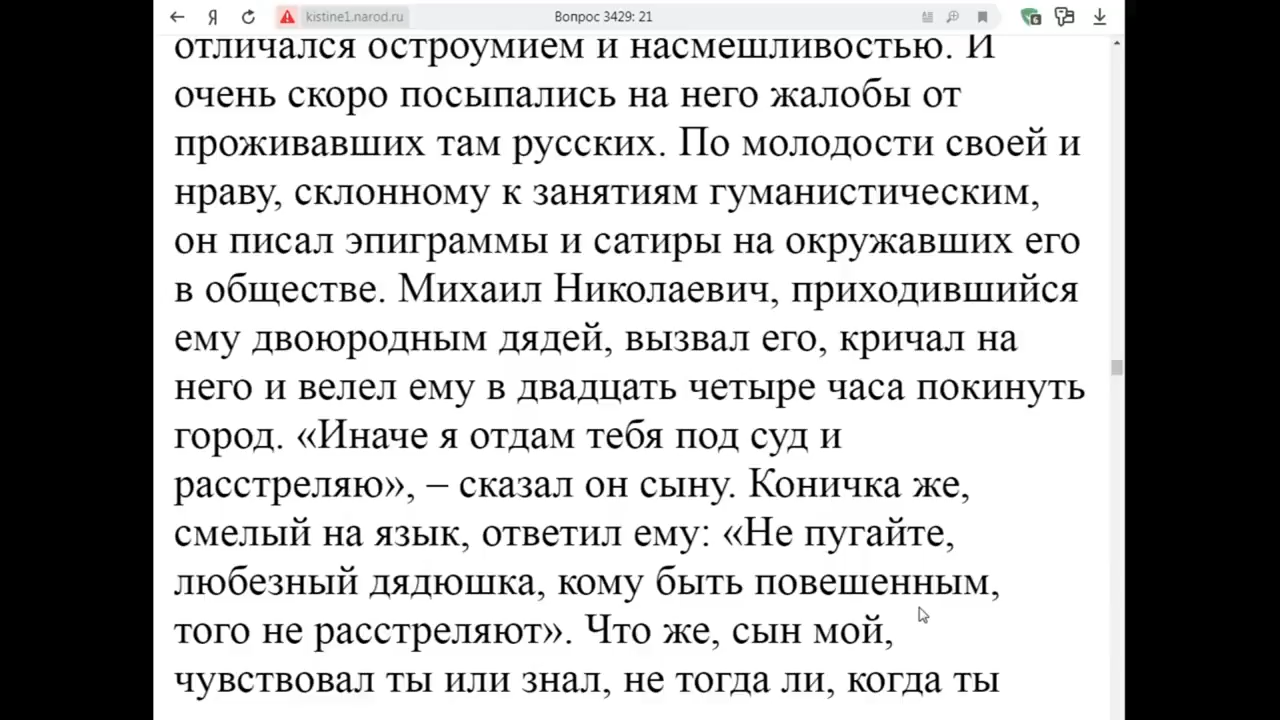 kistine1.narod.ru
Вопрос 3429: 21
6
отличался остроумием и насмешливостью. И
очень скоро посыпались на него жалобы от
проживавших там русских. По молодости своей и
нраву, склонному к занятиям гуманистическим,
он писал эпиграммы и сатиры на окружавших его
в обществе. Михаил Николаевич, приходившийся
ему двоюродным дядей, вызвал его, кричал на
него и велел ему в двадцать четыре часа покинуть
город. «Иначе я отдам тебя под суд и
расстреляю», – сказал он сыну. Коничка же,
смелый на язык, ответил ему: «Не пугайте,
любезный дядюшка, кому быть повешенным,
того не расстреляют». Что же, сын мой,
чувствовал ты или знал, не тогда ли, когда ты